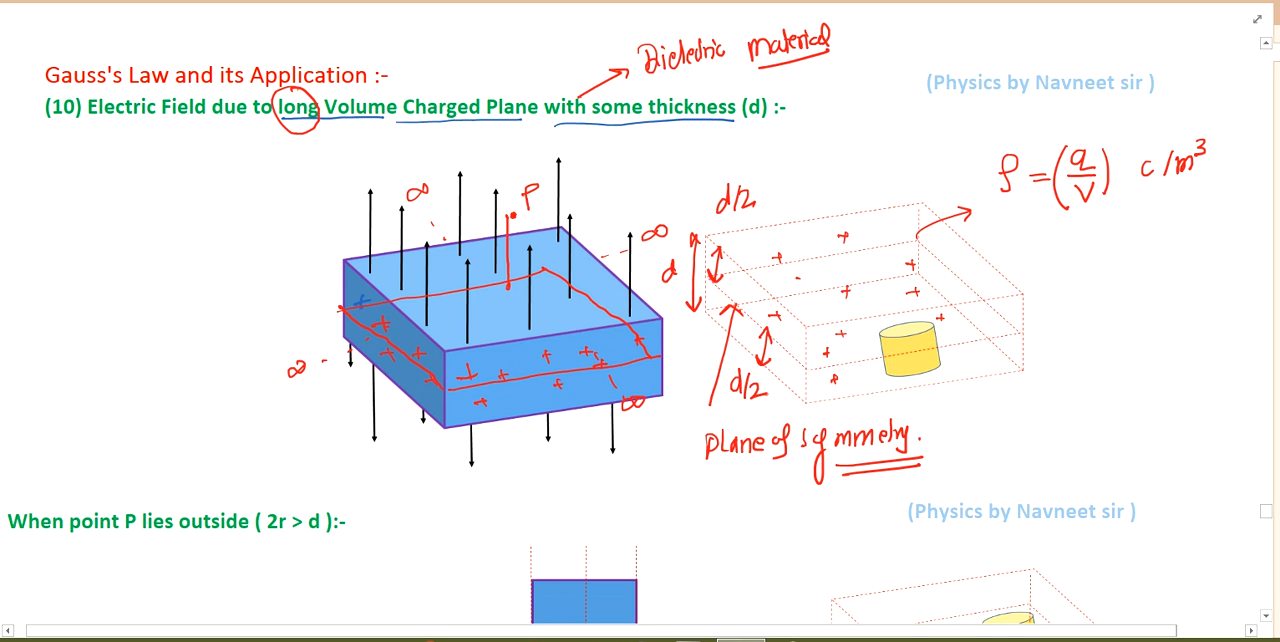 Dielectric material
Gauss's Law and its Application :-
(Physics by Navneet sir )
(10) Electric Field due to long Volume Charged Plane with some thickness (d) :-
ρ = (q/V) c/m³
∞
P
d/2
∞
d
∞
∞
d/2
Plane of symmetry.
When point P lies outside ( 2r > d ):-
(Physics by Navneet sir )